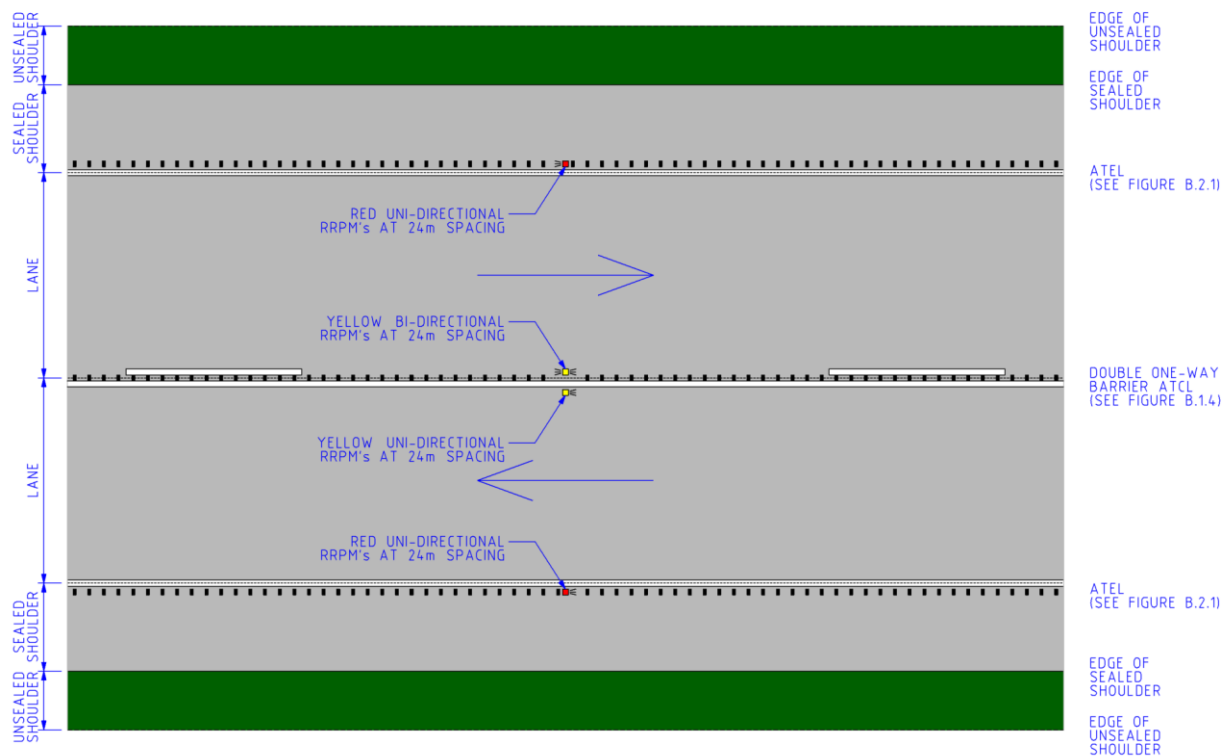 UNSEALED
SHOULDER
SEALED
SHOULDER
LANE
LANE
SEALED
SHOULDER
UNSEALED
SHOULDER
RED UNI-DIRECTIONAL
RRPM's AT 24m SPACING
YELLOW BI-DIRECTIONAL
RRPM's AT 24m SPACING
YELLOW UNI-DIRECTIONAL
RRPM's AT 24m SPACING
RED UNI-DIRECTIONAL
RRPM's AT 24m SPACING
EDGE OF
UNSEALED
SHOULDER
EDGE OF
SEALED
SHOULDER
ATEL
(SEE FIGURE B.2.1)
DOUBLE ONE-WAY
BARRIER ATCL
(SEE FIGURE B.1.4)
ATEL
(SEE FIGURE B.2.1)
EDGE OF
SEALED
SHOULDER
EDGE OF
UNSEALED
SHOULDER